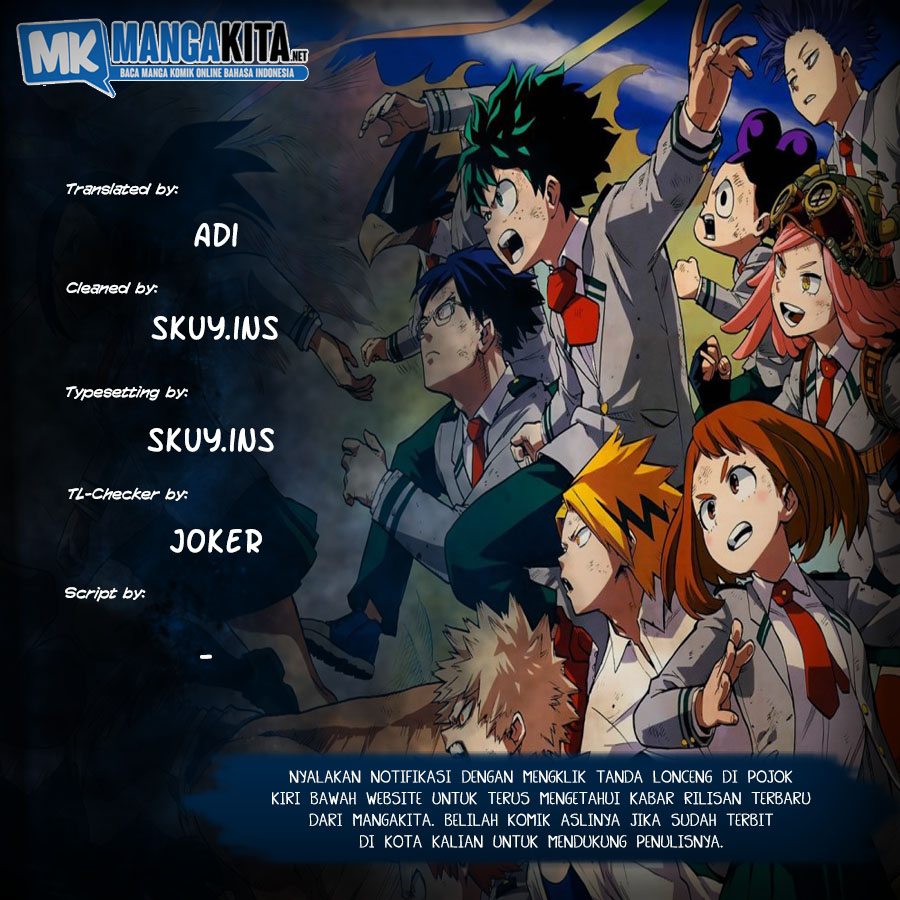 MK MANGAKITA.NET
BACA MANGA KOMIK ONLINE BAHASA INDONESIA
Translated by:
ADI
Cleaned by:
SKUY.INS
Typesetting by:
SKUY.INS
TL-Checker by:
JOKER
Script by:
-
NYALAKAN NOTIFIKASI DENGAN MENGKLIK TANDA LONCENG DI POJOK
KIRI BAWAH WEBSITE UNTUK TERUS MENGETAHUI KABAR RILISAN TERBARU
DARI MANGAKITA. BELILAH KOMIK ASLINYA JIKA SUDAH TERBIT
DI KOTA KALIAN UNTUK MENDUKUNG PENULISNYA.